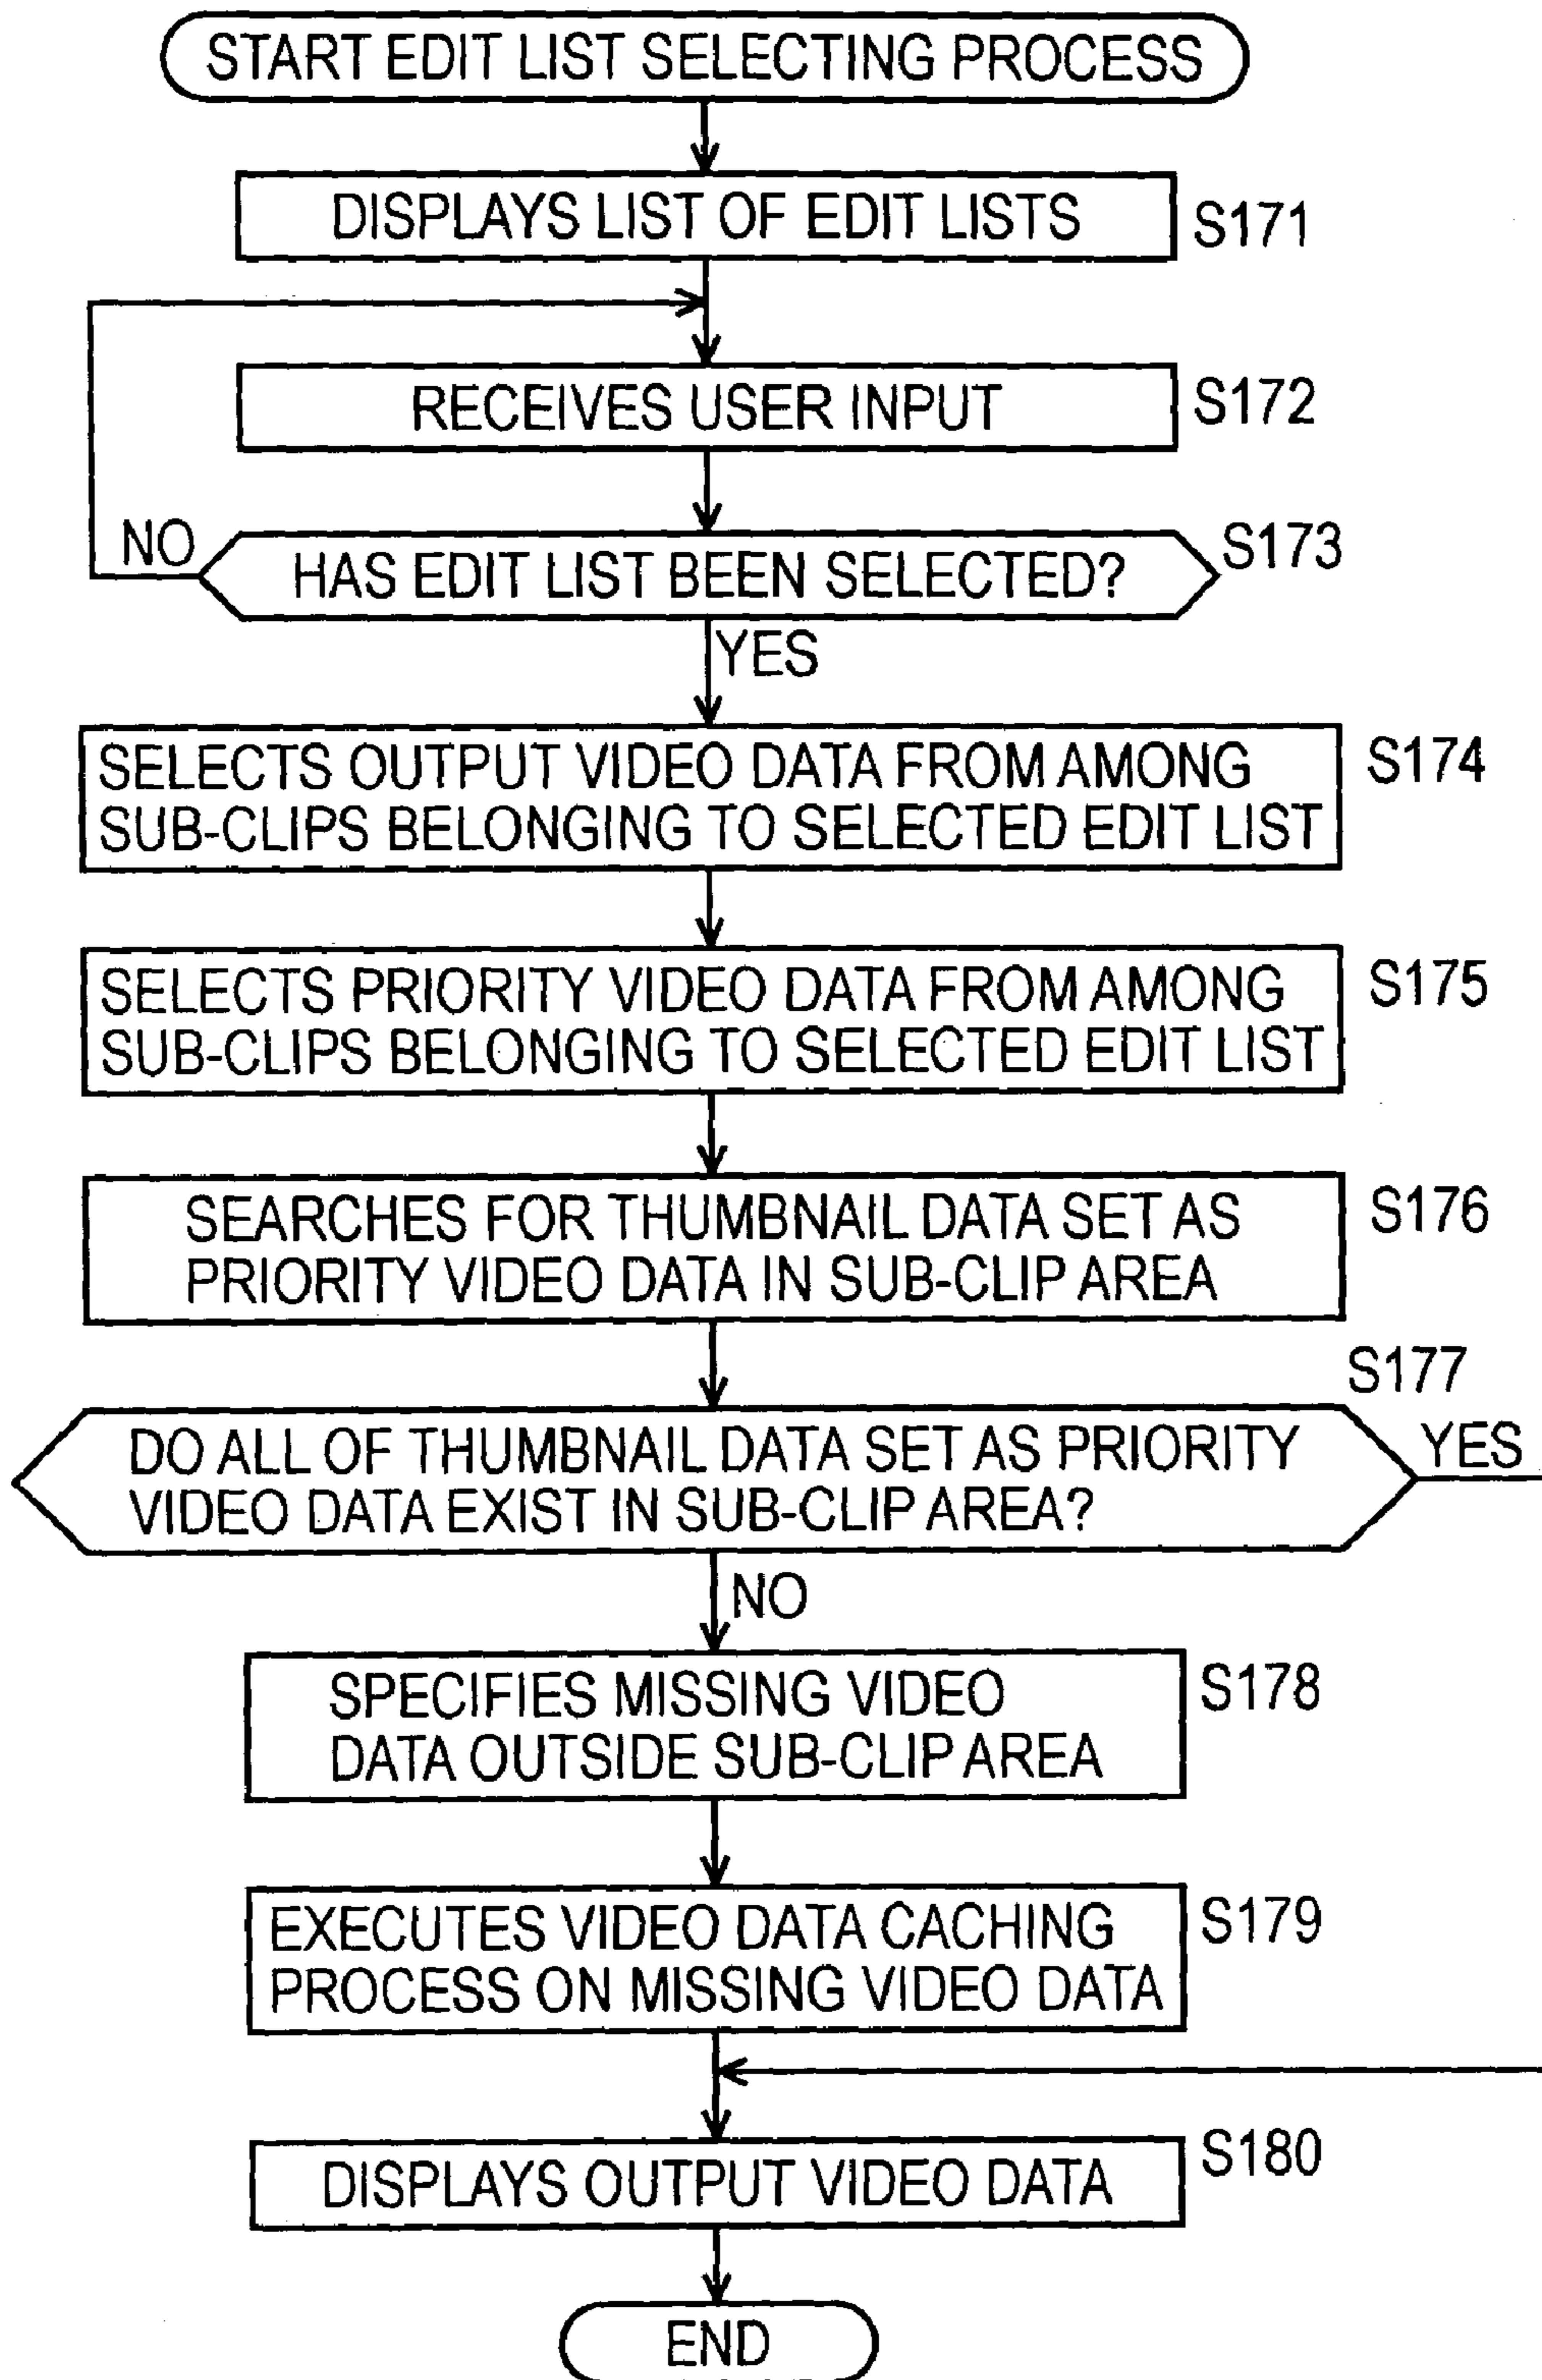 START EDIT LIST SELECTING PROCESS
DISPLAYS LIST OF EDIT LISTS
S171
RECEIVES USER INPUT
S172
NO
HAS EDIT LIST BEEN SELECTED?
S173
YES
SELECTS OUTPUT VIDEO DATA FROM AMONG
SUB-CLIPS BELONGING TO SELECTED EDIT LIST
S174
SELECTS PRIORITY VIDEO DATA FROM AMONG
SUB-CLIPS BELONGING TO SELECTED EDIT LIST
S175
SEARCHES FOR THUMBNAIL DATA SET AS
PRIORITY VIDEO DATA IN SUB-CLIP AREA
S176
S177
DO ALL OF THUMBNAIL DATA SET AS PRIORITY
VIDEO DATA EXIST IN SUB-CLIP AREA?
YES
NO
SPECIFIES MISSING VIDEO
DATA OUTSIDE SUB-CLIP AREA
S178
EXECUTES VIDEO DATA CACHING
PROCESS ON MISSING VIDEO DATA
S179
DISPLAYS OUTPUT VIDEO DATA
S180
END